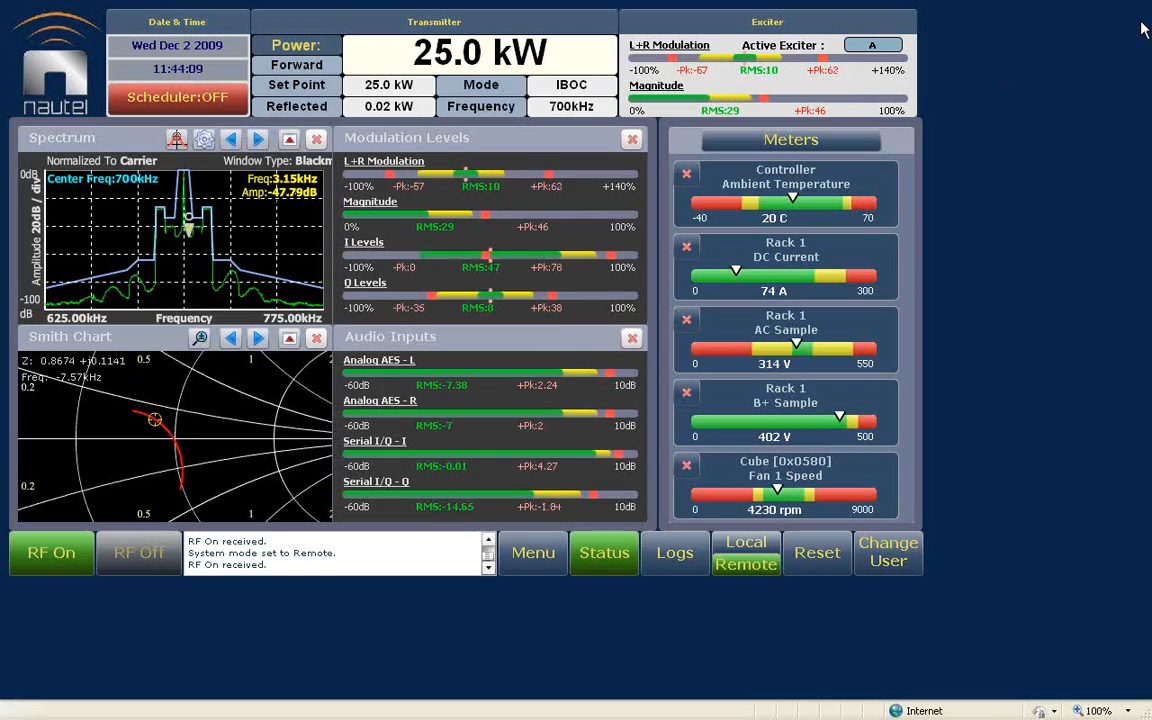 nautel
Date & Time
Wed Dec 2 2009
11:44:09
Scheduler:OFF
Transmitter
Power:
Forward
25.0 kW
Set Point
25.0 kW
Mode
IBOC
Reflected
0.02 kW
Frequency
700kHz
Exciter
L+R Modulation
Active Exciter :
A
-100%
-Pk:-57
RMS:10
+Pk:62
+140%
Magnitude
0%
RMS:29
+Pk:46
100%
Spectrum
Normalized To Carrier
Window Type: Blackm
0dB
Center Freq:700kHz
Freq:3.15kHz
Amp:-47.79dB
Amplitude 20dB / div
-100
dB
625.00kHz
Frequency
775.00kHz
Modulation Levels
L+R Modulation
-100%
-Pk:-57
RMS:10
+Pk:62
+140%
Magnitude
0%
RMS:29
+Pk:46
100%
I Levels
-100%
-Pk:0
RMS:47
+Pk:78
100%
Q Levels
-100%
-Pk:-35
RMS:8
+Pk:38
100%
Smith Chart
Z: 0.8674 +j0.1141
Freq: -7.57kHz
0.2
0.5
1
2
0.2
0.5
1
2
Audio Inputs
Analog AES - L
-60dB
RMS:-7.38
+Pk:2.24
10dB
Analog AES - R
-60dB
RMS:-7
+Pk:2
10dB
Serial I/Q - I
-60dB
RMS:-0.01
+Pk:4.27
10dB
Serial I/Q - Q
-60dB
RMS:-14.65
+Pk:-1.84
10dB
Meters
Controller
Ambient Temperature
-40
20 C
70
Rack 1
DC Current
0
74 A
300
Rack 1
AC Sample
0
314 V
550
Rack 1
B+ Sample
0
402 V
500
Cube [0x0580]
Fan 1 Speed
0
4230 rpm
9000
RF On
RF Off
RF On received.
System mode set to Remote.
RF On received.
Menu
Status
Logs
Local
Remote
Reset
Change
User
Internet
100%